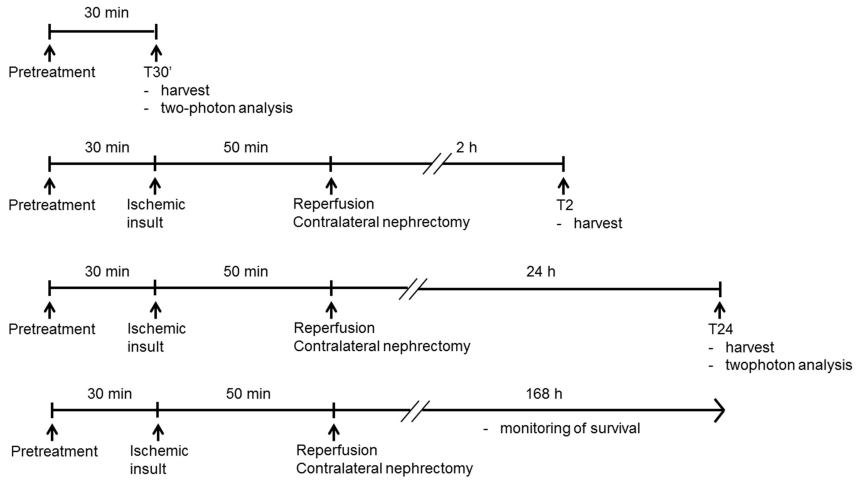 30 min
Pretreatment
T30'
- harvest
- two-photon analysis
30 min
50 min
2 h
Pretreatment
Ischemic
insult
Reperfusion
Contralateral nephrectomy
T2
- harvest
30 min
50 min
24 h
Pretreatment
Ischemic
insult
Reperfusion
Contralateral nephrectomy
T24
- harvest
- twophoton analysis
30 min
50 min
168 h
- monitoring of survival
Pretreatment
Ischemic
insult
Reperfusion
Contralateral nephrectomy